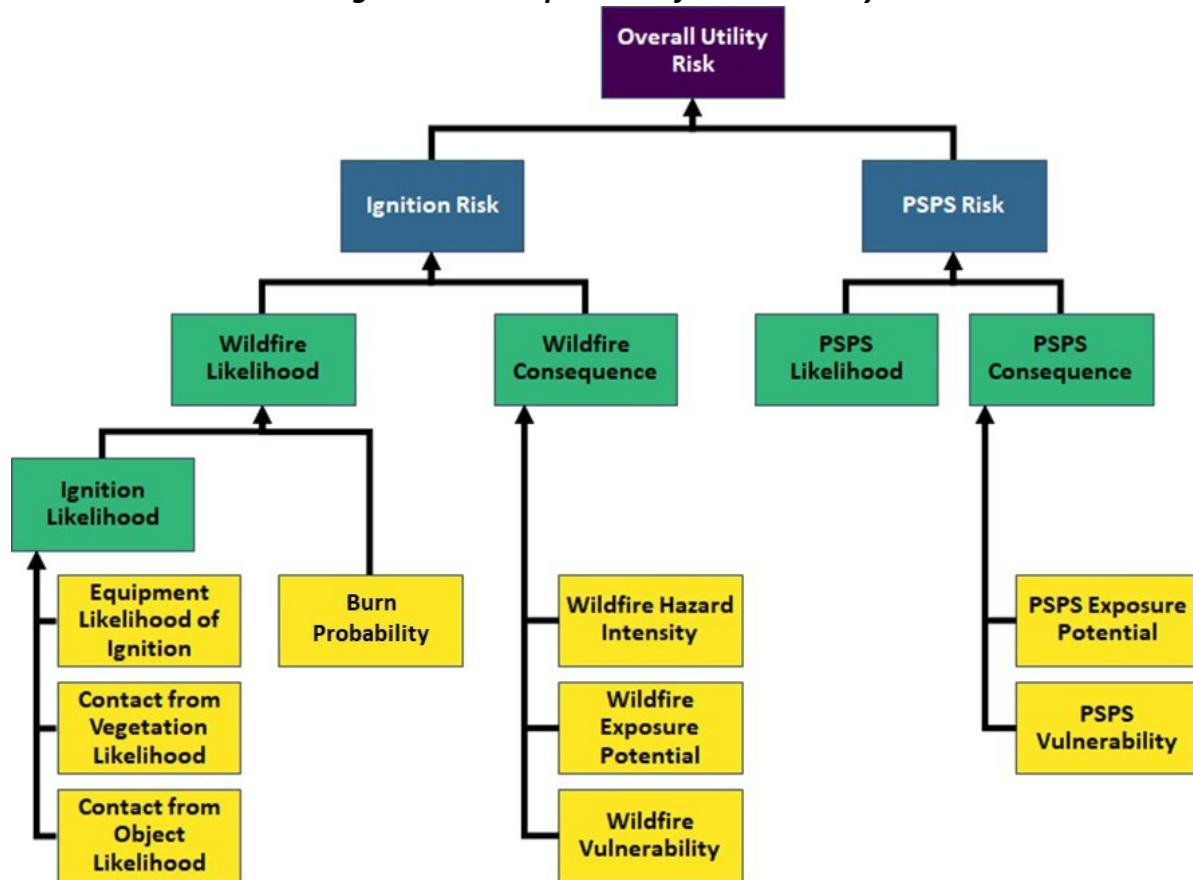 Overall Utility
Risk
Ignition Risk
PSPS Risk
Wildfire
Likelihood
Wildfire
Consequence
PSPS
Likelihood
PSPS
Consequence
Ignition
Likelihood
Equipment
Likelihood of
Ignition
Burn
Probability
Wildfire Hazard
Intensity
PSPS Exposure
Potential
Contact from
Vegetation
Likelihood
Wildfire
Exposure
Potential
PSPS
Vulnerability
Contact from
Object
Likelihood
Wildfire
Vulnerability